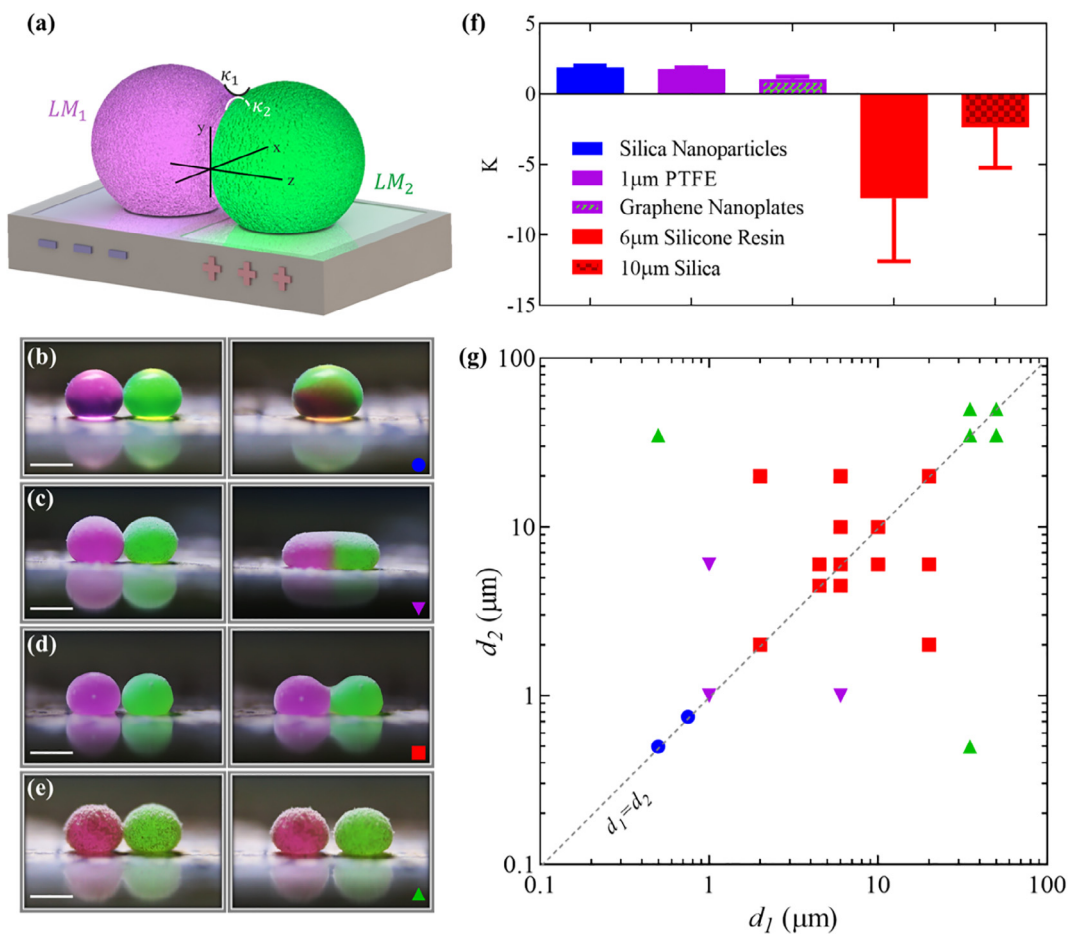 (a)
κ1
κ2
LM1
LM2
y
x
z
(b)
(c)
(d)
(e)
(f)
5
0
-5
-10
-15
K
Silica Nanoparticles
1μm PTFE
Graphene Nanoplates
6μm Silicone Resin
10μm Silica
(g)
100
10
1
0.1
d2 (μm)
d1=d2
0.1
1
10
100
d1 (μm)